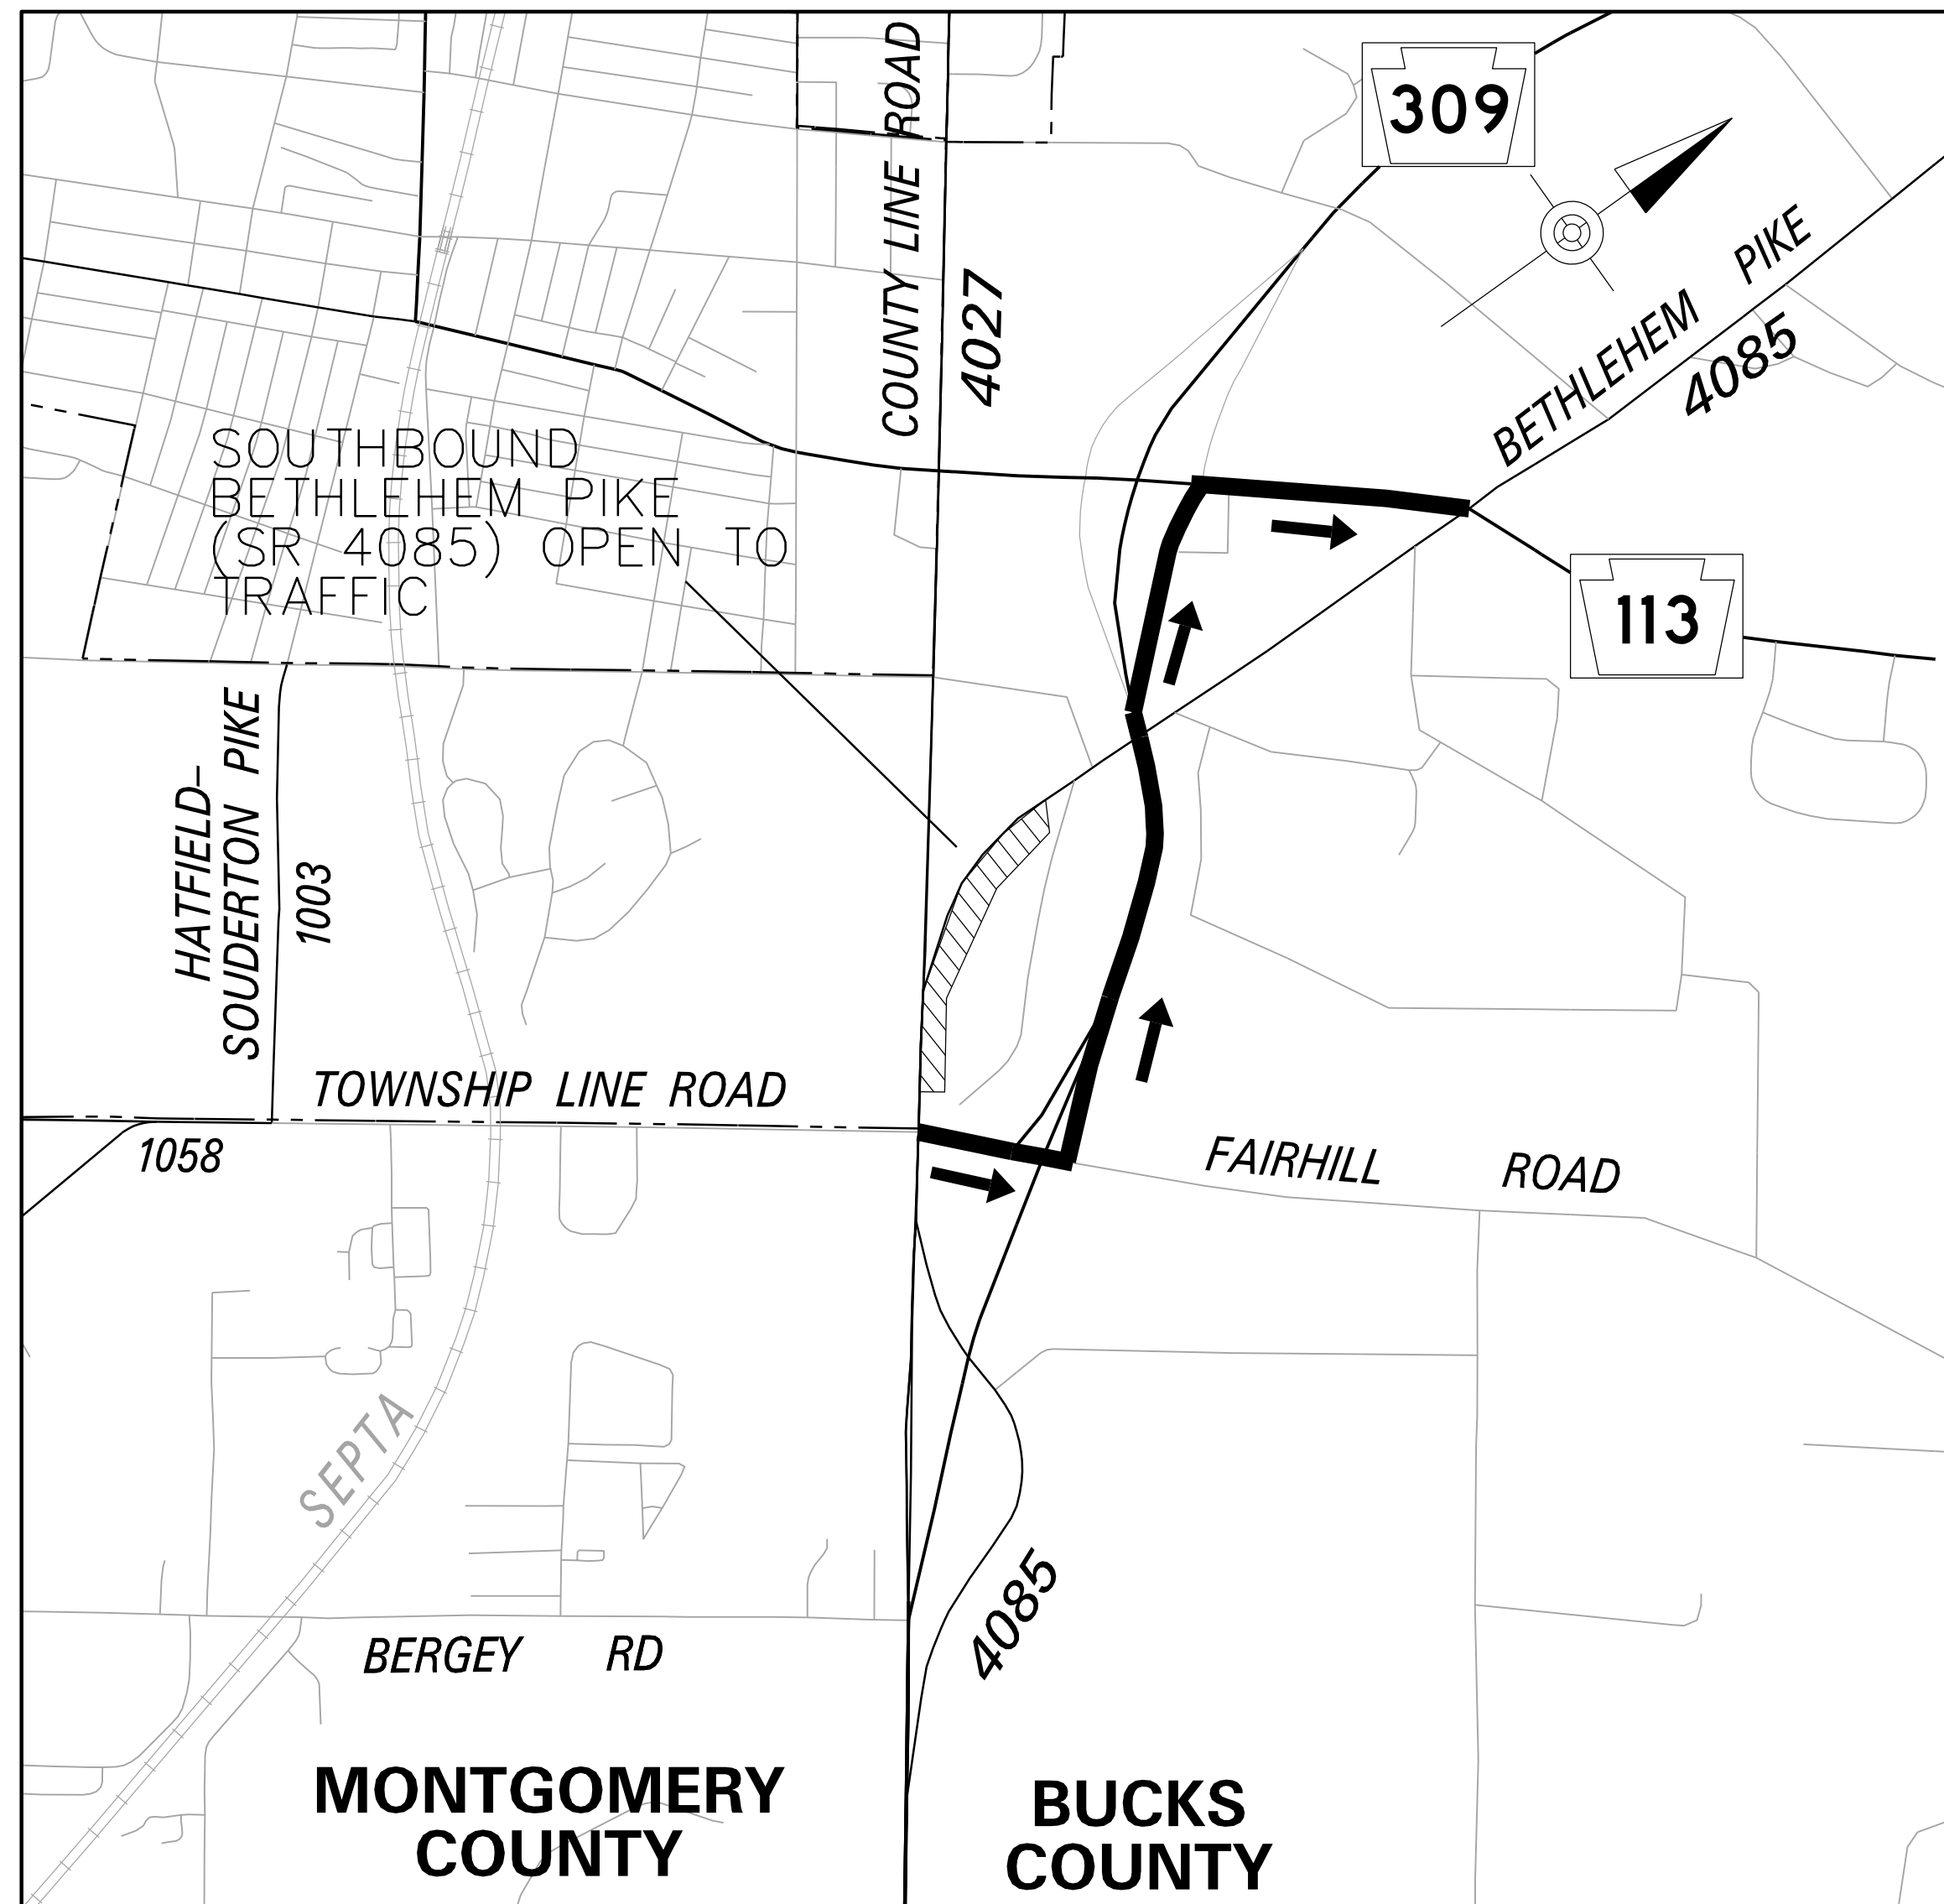 COUNTY LINE ROAD
4027
309
BETHLEHEM PIKE
4085
SOUTHBOUND
BETHLEHEM PIKE
(SR 4085) OPEN TO
TRAFFIC
113
HATFIELD-
SOUDERTON PIKE
1003
TOWNSHIP LINE ROAD
1058
FAIRHILL ROAD
SEPTA
4085
BERGEY RD
MONTGOMERY
COUNTY
BUCKS
COUNTY